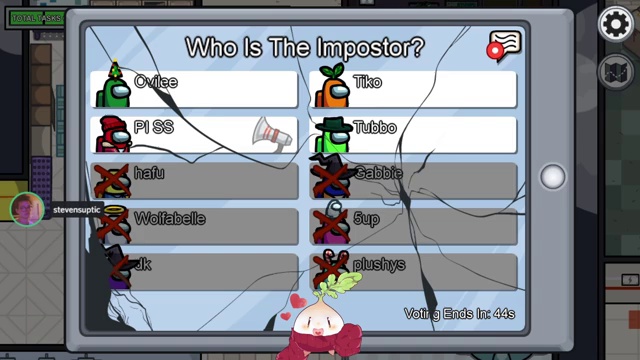 TOTAL TASKS
Who Is The Impostor?
Ovilee
Tiko
PI SS
Tubbo
hafu
Gabbie
Wolfabelle
5up
dk
plushys
stevensuptic
Voting Ends In: 44s